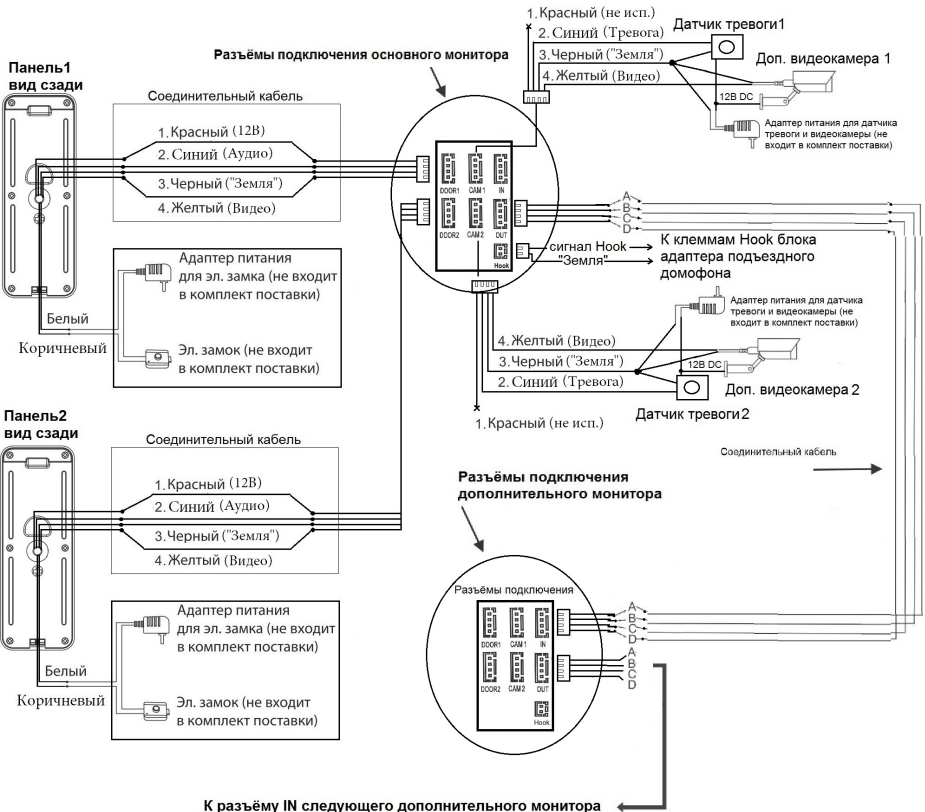 1.Красный (не исп.)
2. Синий (Тревога)
3.Черный ("Земля")
4.Желтый (Видео)
Датчик тревоги1
Доп. видеокамера 1
12В DC
Адаптер питания для датчика
тревоги и видеокамеры (не
входит в комплект поставки)
Разъёмы подключения основного монитора
Панель1
вид сзади
Соединительный кабель
1.Красный (12В)
2. Синий (Аудио)
3.Черный ("Земля")
4.Желтый (Видео)
DOOR1
CAM 1
IN
DOOR2
CAM 2
OUT
Hook
A
B
C
D
сигнал Hook
"Земля"
К клеммам Hook блока
адаптера подъездного
домофона
Адаптер питания
для эл. замка (не входит
в комплект поставки)
Эл. замок (не входит
в комплект поставки)
Белый
Коричневый
Адаптер питания для датчика
тревоги и видеокамеры (не
входит в комплект поставки)
4.Желтый (Видео)
3.Черный ("Земля")
2. Синий (Тревога)
1.Красный (не исп.)
12В DC
Доп. видеокамера 2
Датчик тревоги2
Панель2
вид сзади
Соединительный кабель
1.Красный (12В)
2. Синий (Аудио)
3.Черный ("Земля")
4.Желтый (Видео)
Соединительный кабель
Разъёмы подключения
дополнительного монитора
Разъёмы подключения
DOOR1
CAM 1
IN
DOOR2
CAM 2
OUT
Hook
A
B
C
D
A
B
C
D
Адаптер питания
для эл. замка (не входит
в комплект поставки)
Эл. замок (не входит
в комплект поставки)
Белый
Коричневый
К разъёму IN следующего дополнительного монитора